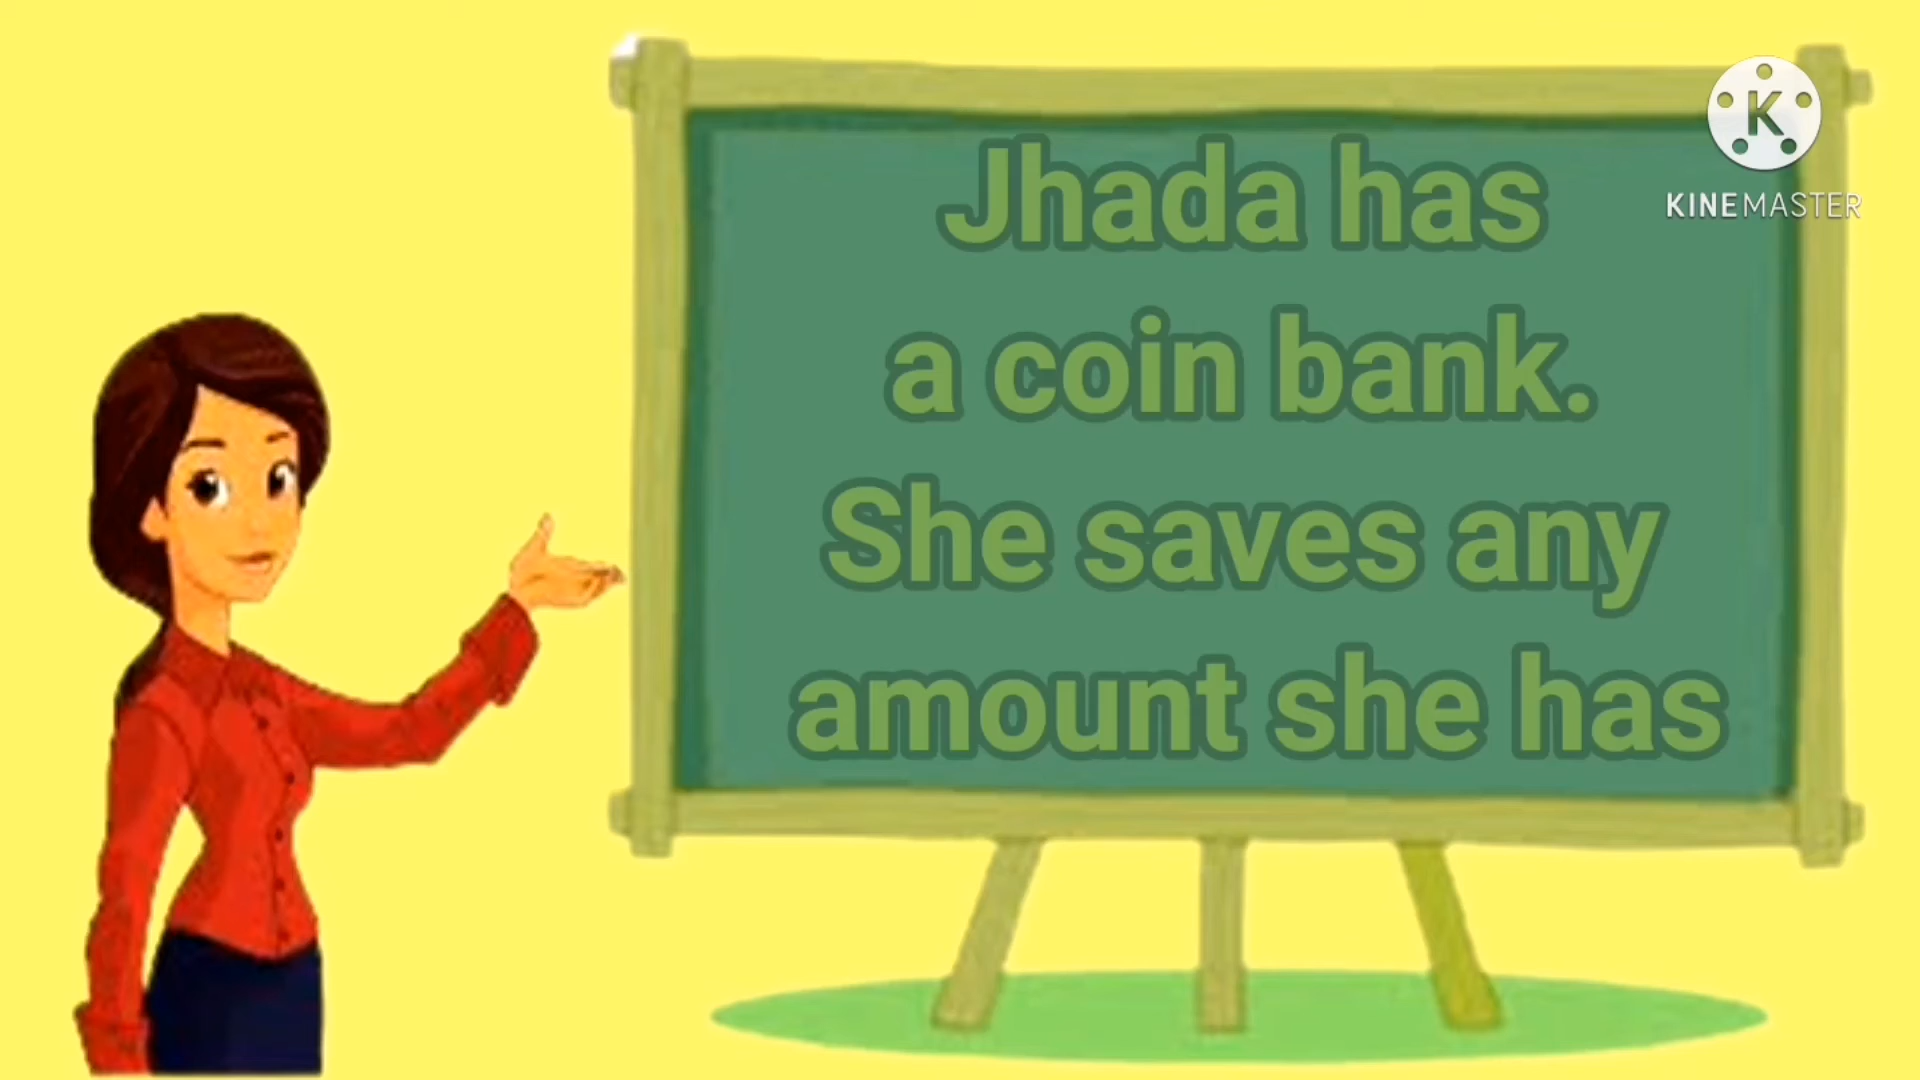 Jhada has
a coin bank.
She saves any
amount she has
K
KINEMASTER